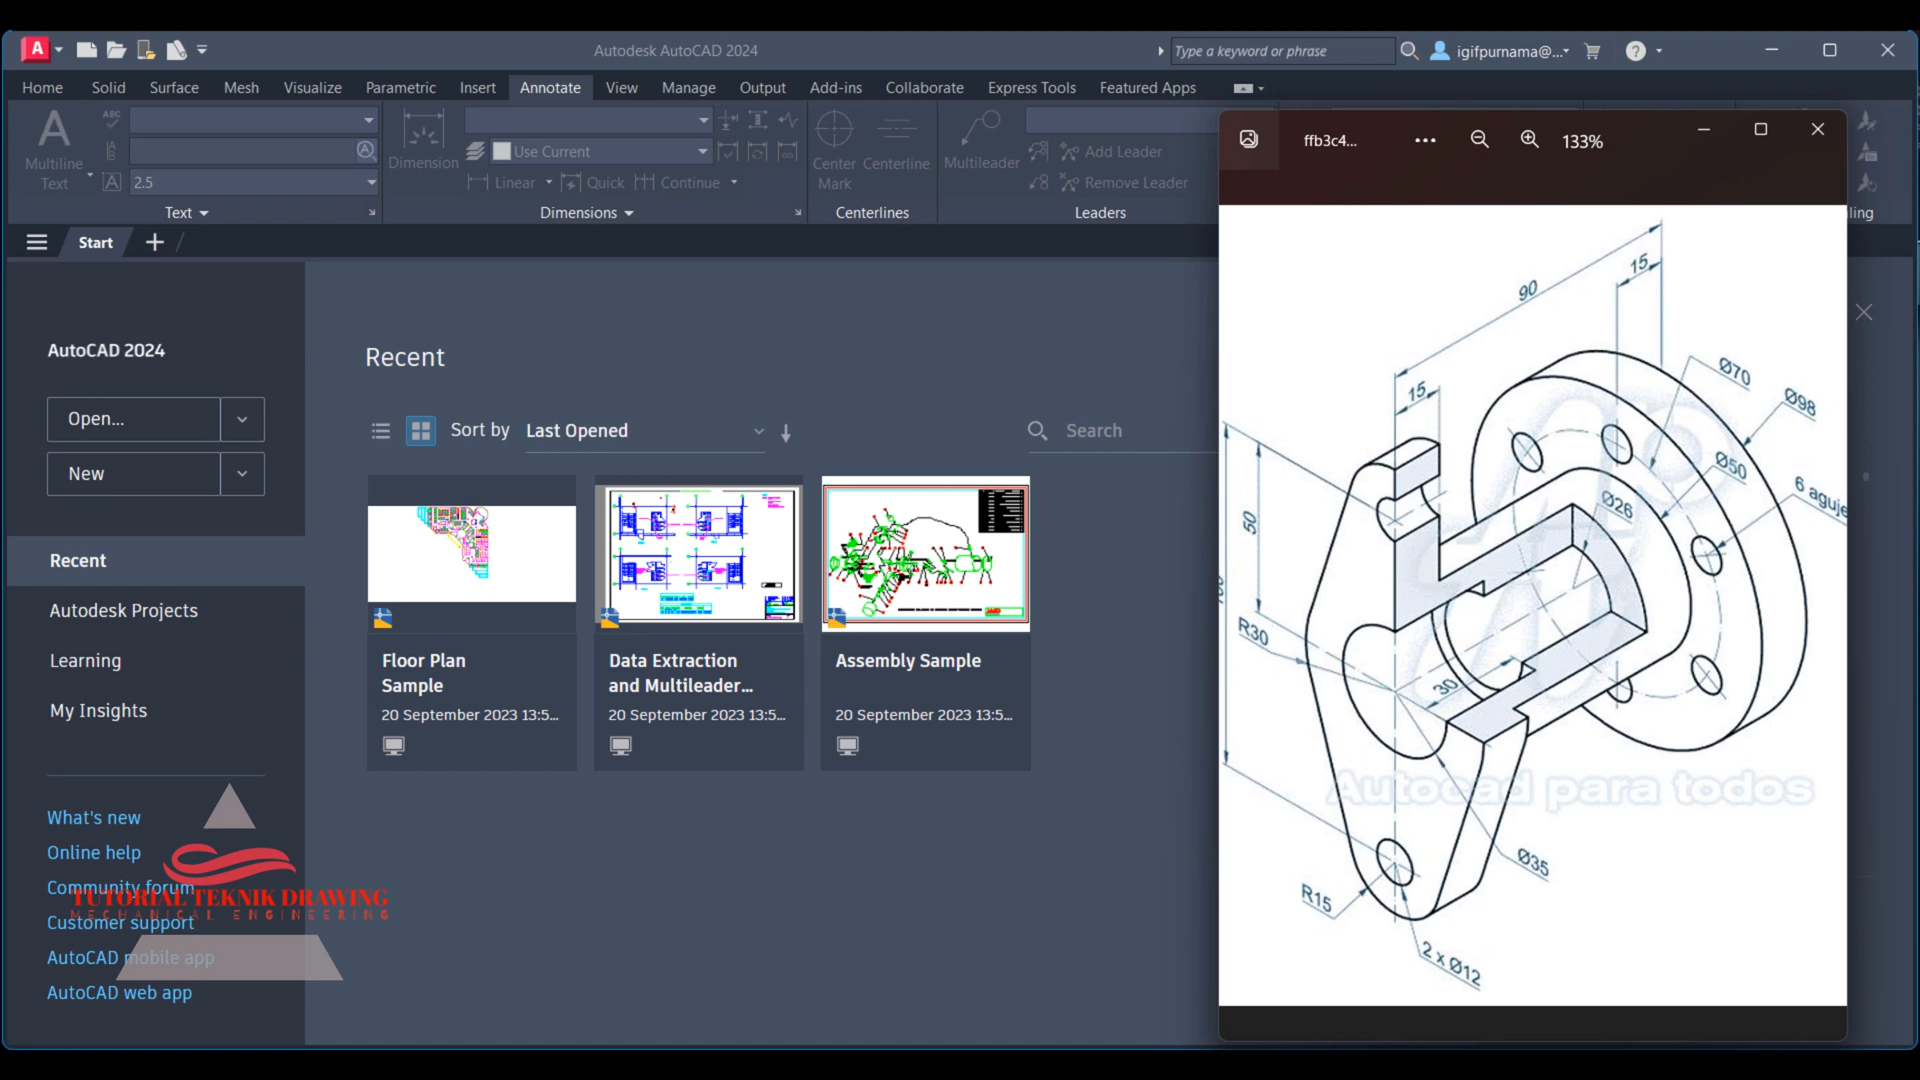 A
Autodesk AutoCAD 2024
Type a keyword or phrase
igifpurnama@...
?
Home Solid Surface Mesh Visualize Parametric Insert Annotate View Manage Output Add-ins Collaborate Express Tools Featured Apps
A
Multiline
Text
ABC
A
2.5
Text
Dimension
Use Current
Linear Quick Continue
Dimensions
Center
Mark
Centerline
Centerlines
Multileader
Add Leader
Remove Leader
Leaders
ling
Start
ffb3c4...
133%
AutoCAD 2024
Open...
New
Recent
Autodesk Projects
Learning
My Insights
What's new
Online help
Community forum
Customer support
AutoCAD mobile app
AutoCAD web app
TUTORIAL TEKNIK DRAWING
MECHANICAL ENGINEERING
Recent
Sort by Last Opened
Search
Floor Plan
Sample
20 September 2023 13:5...
Data Extraction
and Multileader...
20 September 2023 13:5...
Assembly Sample
20 September 2023 13:5...
90
15
15
Ø70
Ø98
Ø50
Ø26
6 aguje
50
R30
30
Autocad para todos
Ø35
R15
2 x Ø12